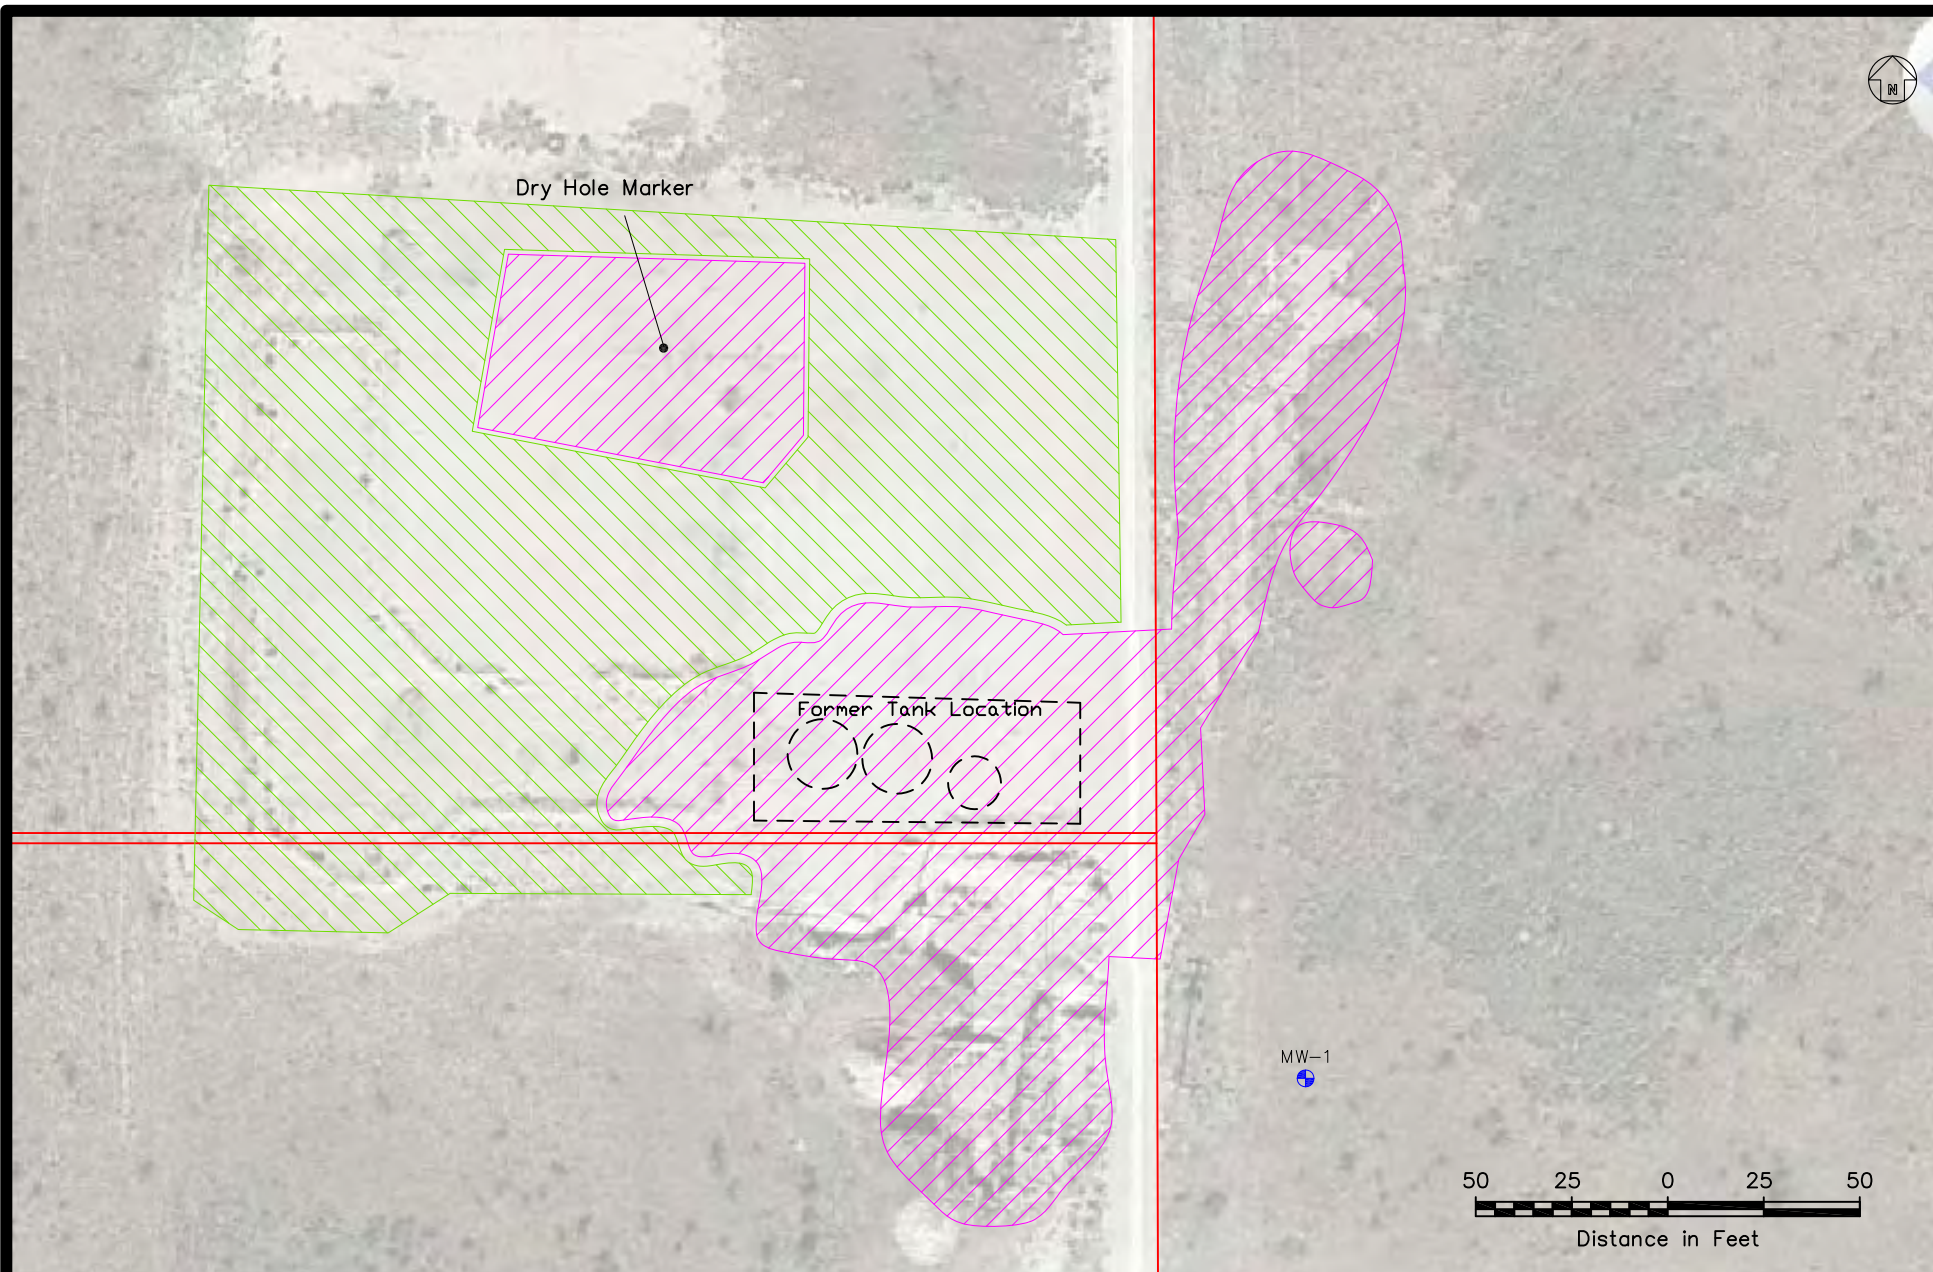 N
Dry Hole Marker
Former Tank Location
MW-1
50 25 0 25 50
Distance in Feet